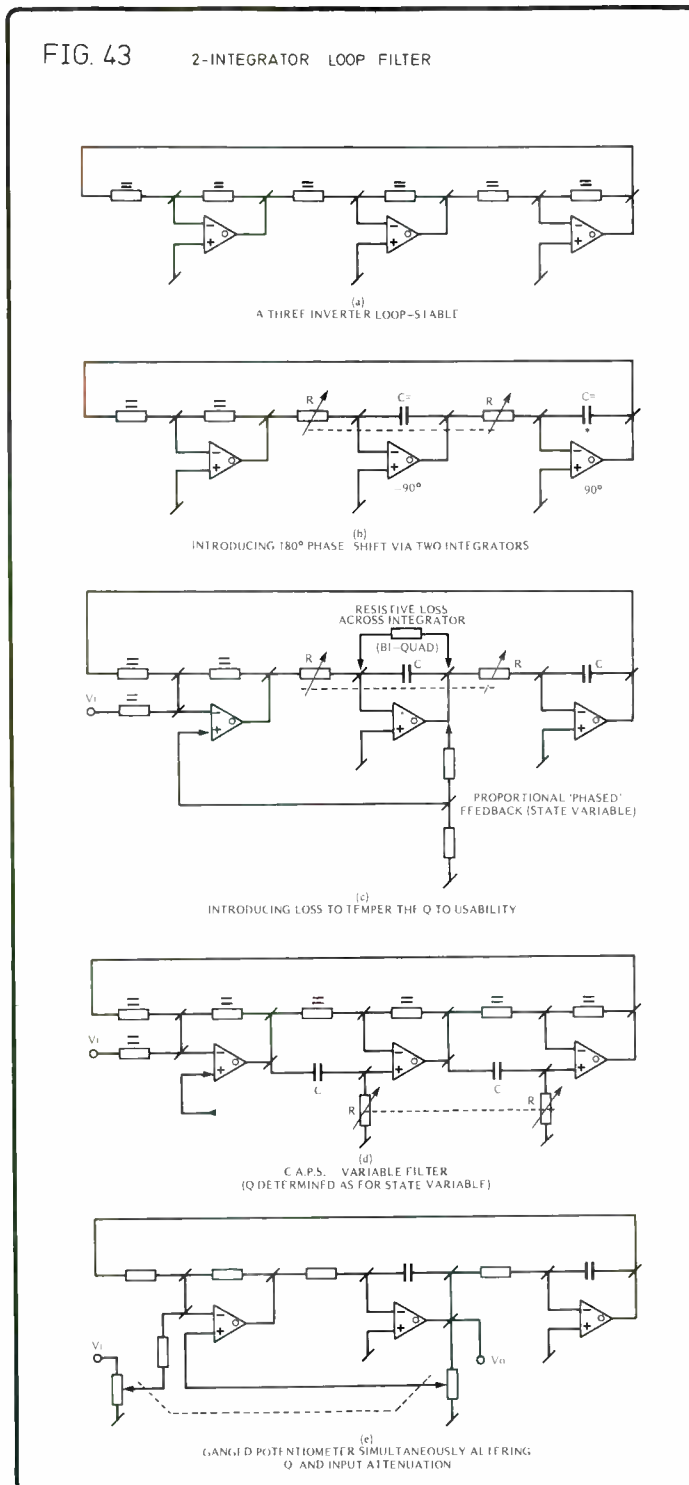 FIG. 43 2-INTEGRATOR LOOP FILTER
= = = = = =
(a)
A THREE INVERTER LOOP-STABLE
= = R C= R C=
-90° 90°
(b)
INTRODUCING 180° PHASE SHIFT VIA TWO INTEGRATORS
RESISTIVE LOSS
ACROSS INTEGRATOR
(BI-QUAD)
= = R C R C
Vi =
PROPORTIONAL 'PHASED'
FEEDBACK (STATE VARIABLE)
(c)
INTRODUCING LOSS TO TEMPER THE Q TO USABILITY
= = = = = =
Vi =
C C
R R
(d)
C.A.P.S. VARIABLE FILTER
(Q DETERMINED AS FOR STATE VARIABLE)
Vi
Vo
(e)
GANGED POTENTIOMETER SIMULTANEOUSLY ALTERING
Q AND INPUT ATTENUATION